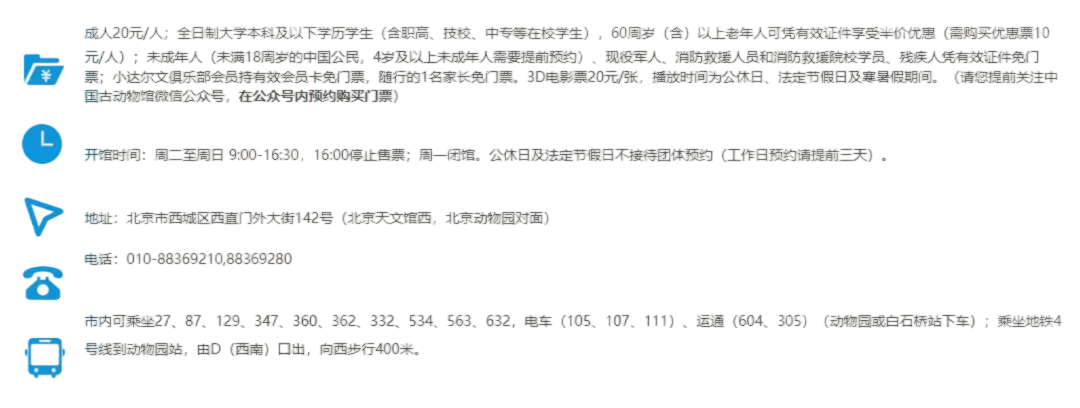 成人20元/人；全日制大学本科及以下学历学生（含职高、技校、中专等在校学生）, 60周岁（含）以上老年人可凭有效证件享受半价优惠（需购买优惠票10
元/人）；未成年人（未满18周岁的中国公民，4岁及以上未成年人需要提前预约）、现役军人、消防救援人员和消防救援院校学员、残疾人凭有效证件免门
票；小达尔文俱乐部会员持有效会员卡免门票，随行的1名家长免门票。3D电影票20元/张，播放时间为公休日、法定节假日及寒暑假期间。（请您提前关注中
国古动物馆微信公众号，在公众号内预约购买门票）
开馆时间：周二至周日 9:00-16:30，16:00停止售票；周一闭馆。公休日及法定节假日不接待团体预约（工作日预约请提前三天）。
地址：北京市西城区西直门外大街142号（北京天文馆西，北京动物园对面）
电话：010-88369210,88369280
市内可乘坐27、87、129、347、360、362、332、534、563、632，电车（105、107、111）、运通（604、305）（动物园或白石桥站下车）；乘坐地铁4
号线到动物园站，由D（西南）口出，向西步行400米。